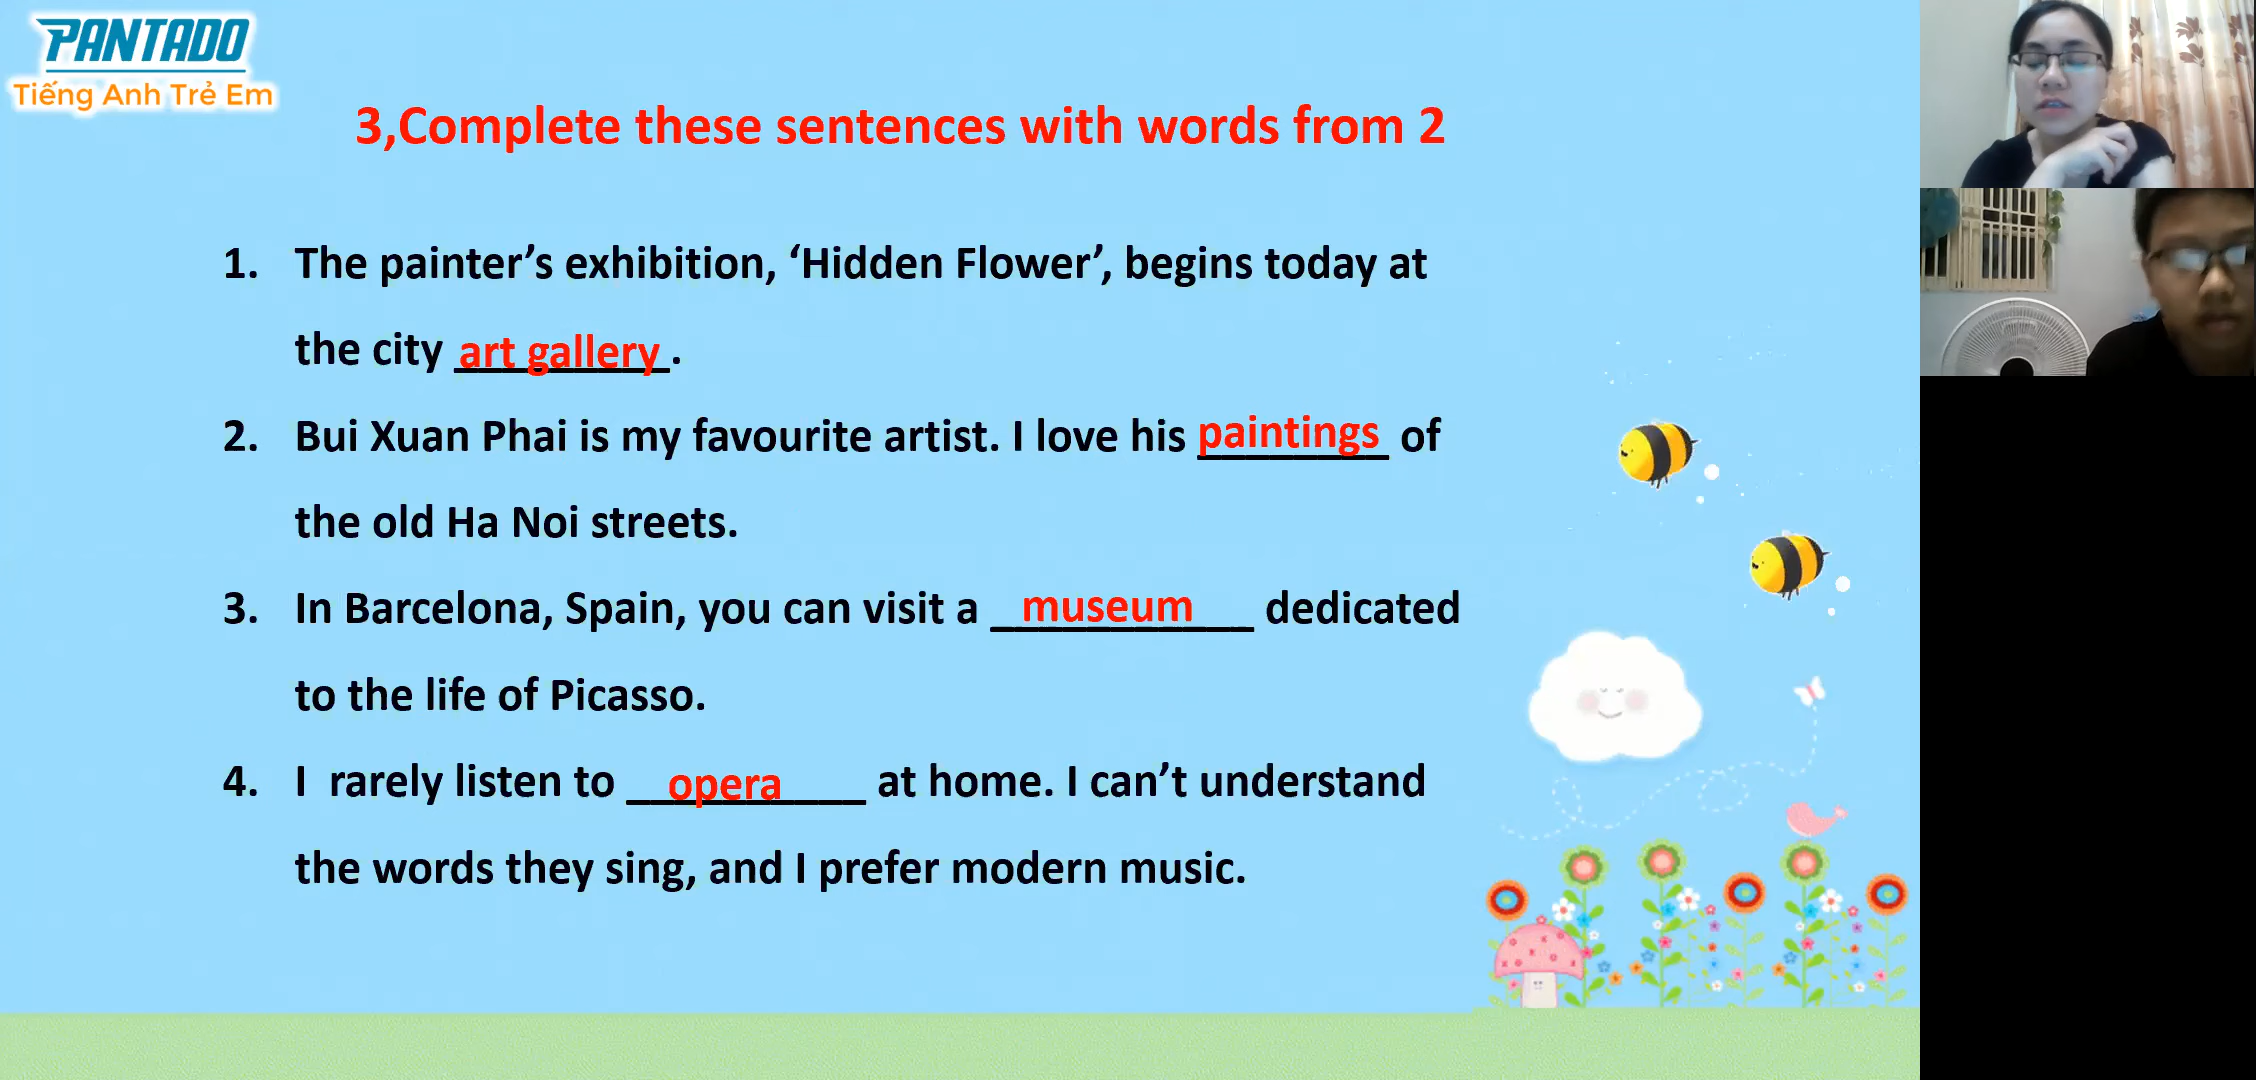 PANTADO
Tiếng Anh Trẻ Em
3,Complete these sentences with words from 2
1. The painter’s exhibition, ‘Hidden Flower’, begins today at
the city art gallery.
2. Bui Xuan Phai is my favourite artist. I love his paintings of
the old Ha Noi streets.
3. In Barcelona, Spain, you can visit a museum dedicated
to the life of Picasso.
4. I rarely listen to opera at home. I can’t understand
the words they sing, and I prefer modern music.